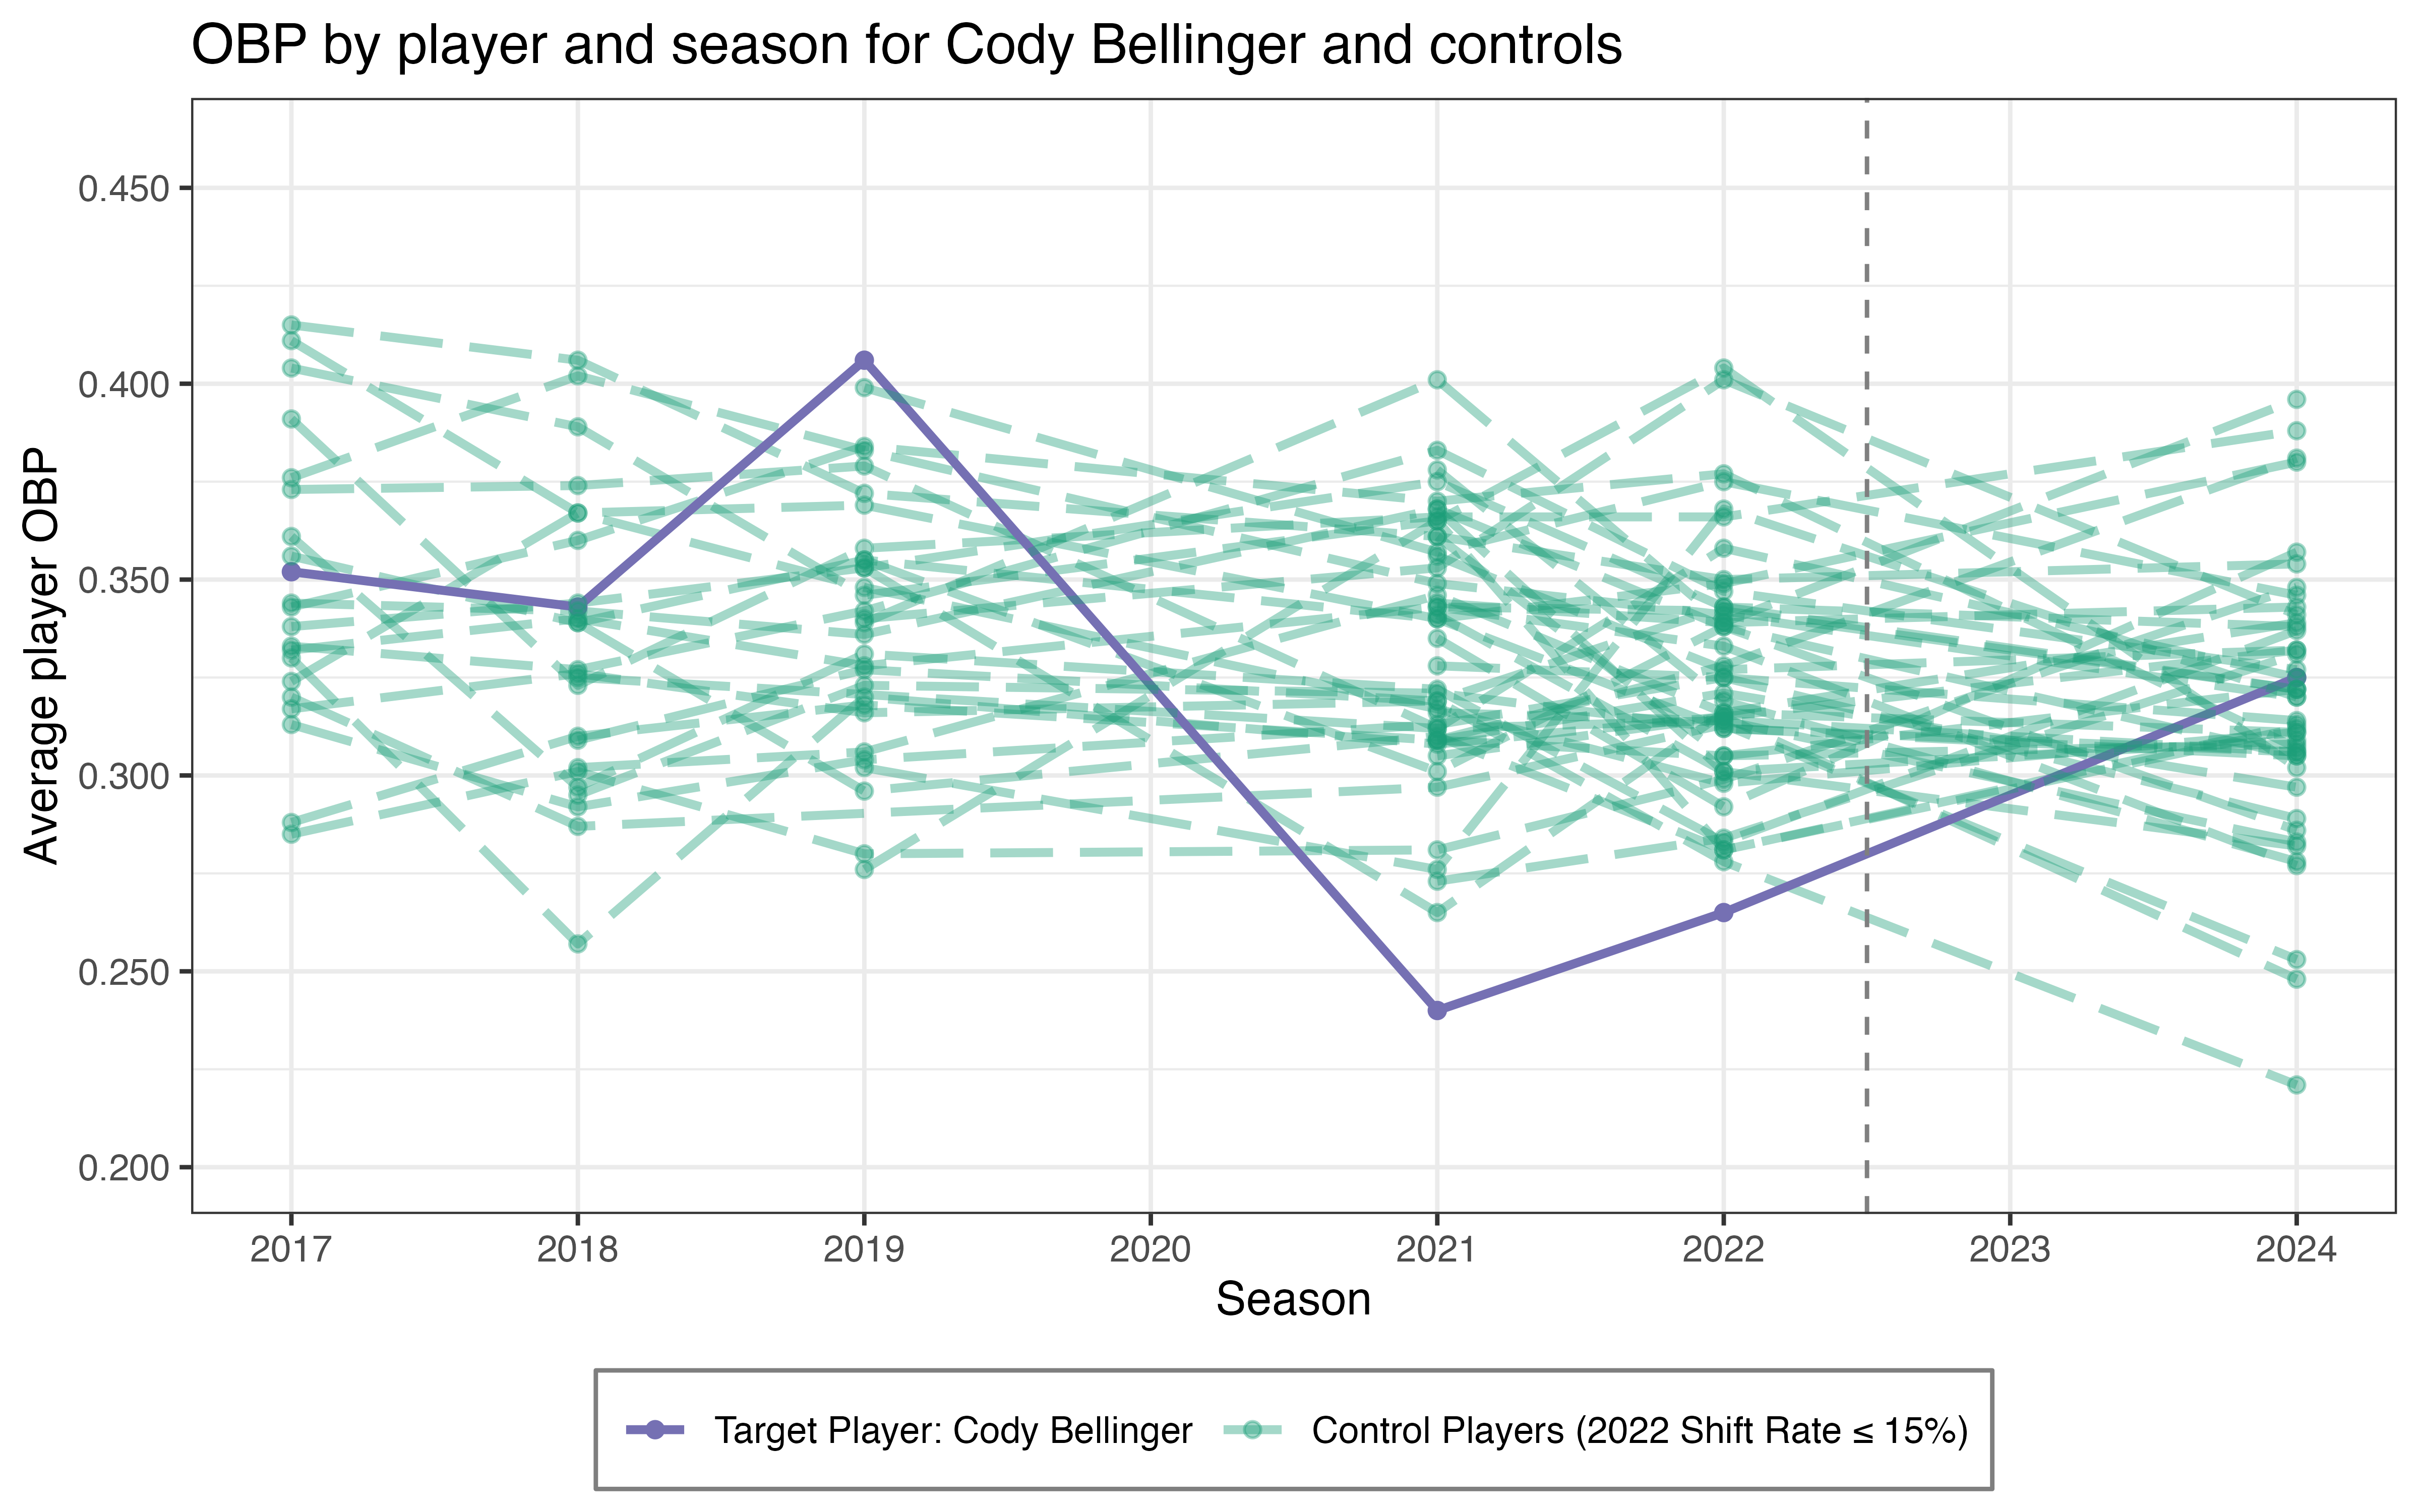 OBP by player and season for Cody Bellinger and controls
Average player OBP
0.450
0.400
0.350
0.300
0.250
0.200
2017 2018 2019 2020 2021 2022 2023 2024
Season
Target Player: Cody Bellinger Control Players (2022 Shift Rate ≤ 15%)